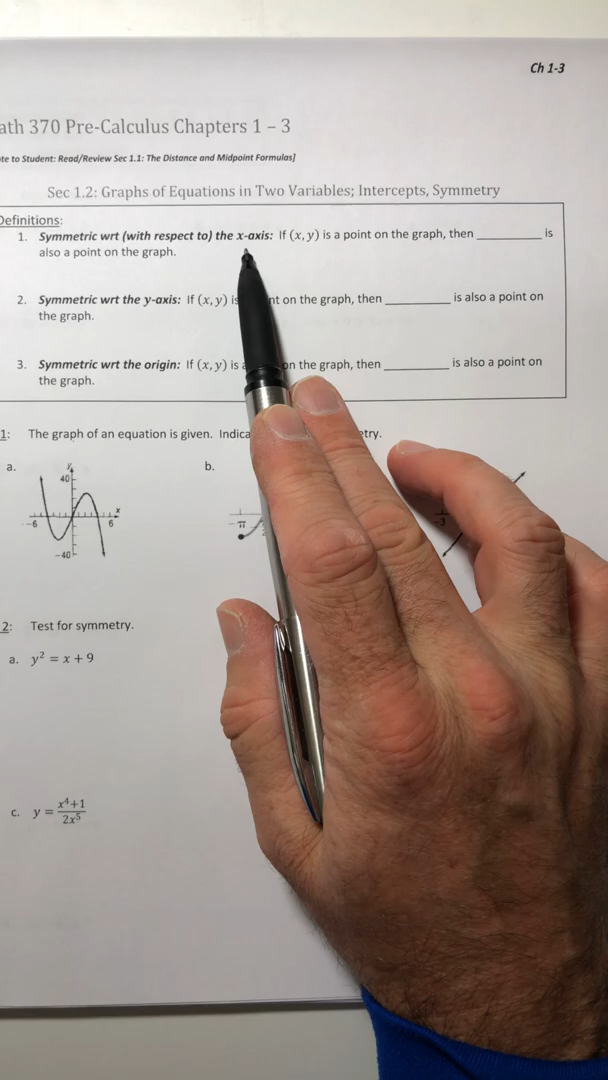 Ch 1-3
ath 370 Pre-Calculus Chapters 1 – 3
te to Student: Read/Review Sec 1.1: The Distance and Midpoint Formulas]
Sec 1.2: Graphs of Equations in Two Variables; Intercepts, Symmetry
Definitions:
1. Symmetric wrt (with respect to) the x-axis: If (x, y) is a point on the graph, then __________ is
also a point on the graph.
2. Symmetric wrt the y-axis: If (x, y) is nt on the graph, then __________ is also a point on
the graph.
3. Symmetric wrt the origin: If (x, y) is on the graph, then __________ is also a point on
the graph.
1: The graph of an equation is given. Indica try.
a. b.
y
40
x
-6 6
-40
-π
-3
2: Test for symmetry.
a. y² = x + 9
c. y = x⁴+1
2x⁵